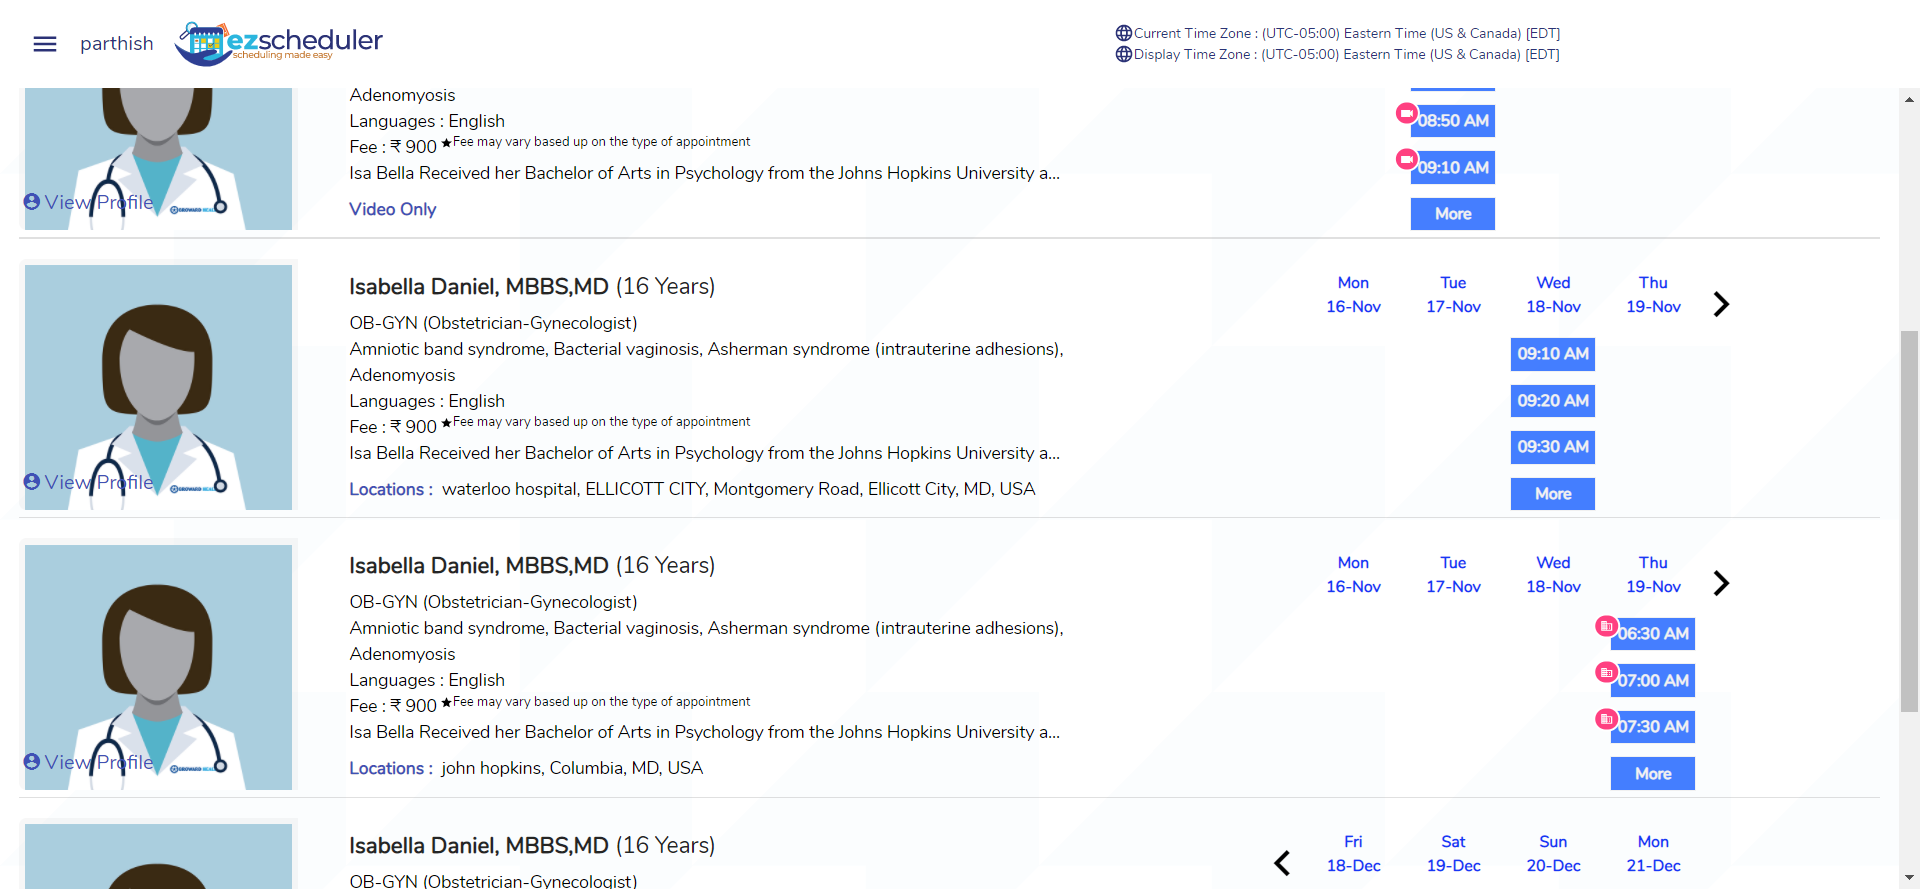 parthish
ezscheduler
scheduling made easy
Current Time Zone : (UTC-05:00) Eastern Time (US & Canada) [EDT]
Display Time Zone : (UTC-05:00) Eastern Time (US & Canada) [EDT]
View Profile
Adenomyosis
Languages : English
Fee : ₹ 900 ★Fee may vary based up on the type of appointment
Isa Bella Received her Bachelor of Arts in Psychology from the Johns Hopkins University a...
Video Only
08:50 AM
09:10 AM
More
View Profile
Isabella Daniel, MBBS,MD (16 Years)
OB-GYN (Obstetrician-Gynecologist)
Amniotic band syndrome, Bacterial vaginosis, Asherman syndrome (intrauterine adhesions),
Adenomyosis
Languages : English
Fee : ₹ 900 ★Fee may vary based up on the type of appointment
Isa Bella Received her Bachelor of Arts in Psychology from the Johns Hopkins University a...
Locations : waterloo hospital, ELLICOTT CITY, Montgomery Road, Ellicott City, MD, USA
Mon Tue Wed Thu
16-Nov 17-Nov 18-Nov 19-Nov
09:10 AM
09:20 AM
09:30 AM
More
View Profile
Isabella Daniel, MBBS,MD (16 Years)
OB-GYN (Obstetrician-Gynecologist)
Amniotic band syndrome, Bacterial vaginosis, Asherman syndrome (intrauterine adhesions),
Adenomyosis
Languages : English
Fee : ₹ 900 ★Fee may vary based up on the type of appointment
Isa Bella Received her Bachelor of Arts in Psychology from the Johns Hopkins University a...
Locations : john hopkins, Columbia, MD, USA
Mon Tue Wed Thu
16-Nov 17-Nov 18-Nov 19-Nov
06:30 AM
07:00 AM
07:30 AM
More
Isabella Daniel, MBBS,MD (16 Years)
OB-GYN (Obstetrician-Gynecologist)
Fri Sat Sun Mon
18-Dec 19-Dec 20-Dec 21-Dec